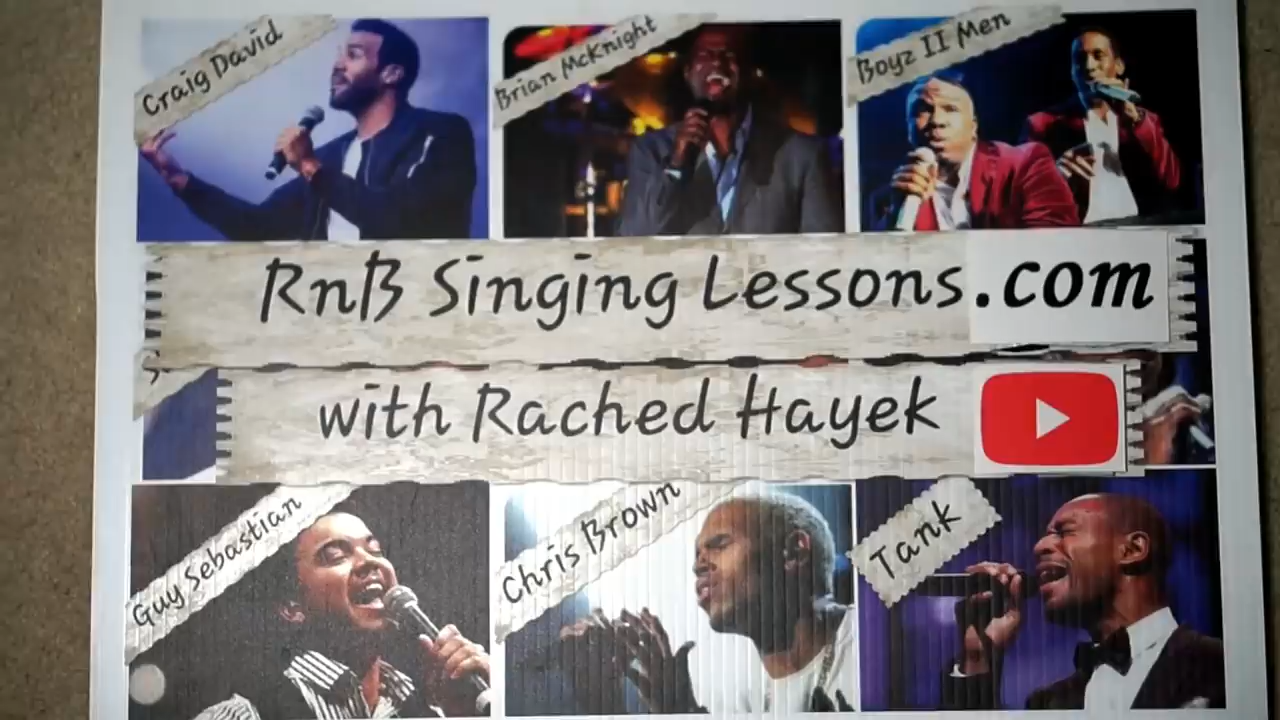 Craig David
Brian McKnight
Boyz II Men
RnB Singing Lessons.com
with Rached Hayek
Guy Sebastian
Chris Brown
Tank